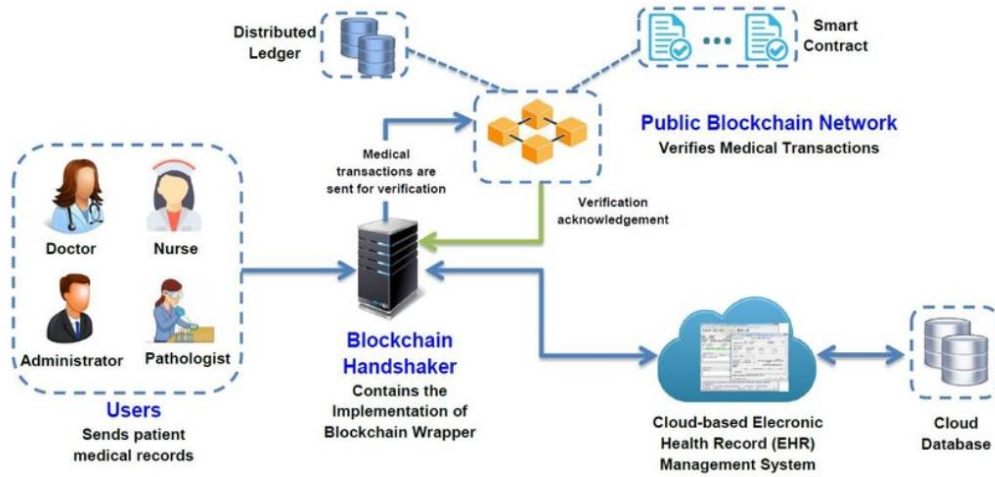 Distributed
Ledger
Smart
Contract
Public Blockchain Network
Verifies Medical Transactions
Medical
transactions are
sent for verification
Verification
acknowledgement
Doctor
Nurse
Administrator
Pathologist
Users
Sends patient
medical records
Blockchain
Handshaker
Contains the
Implementation of
Blockchain Wrapper
Cloud-based Elecronic
Health Record (EHR)
Management System
Cloud
Database